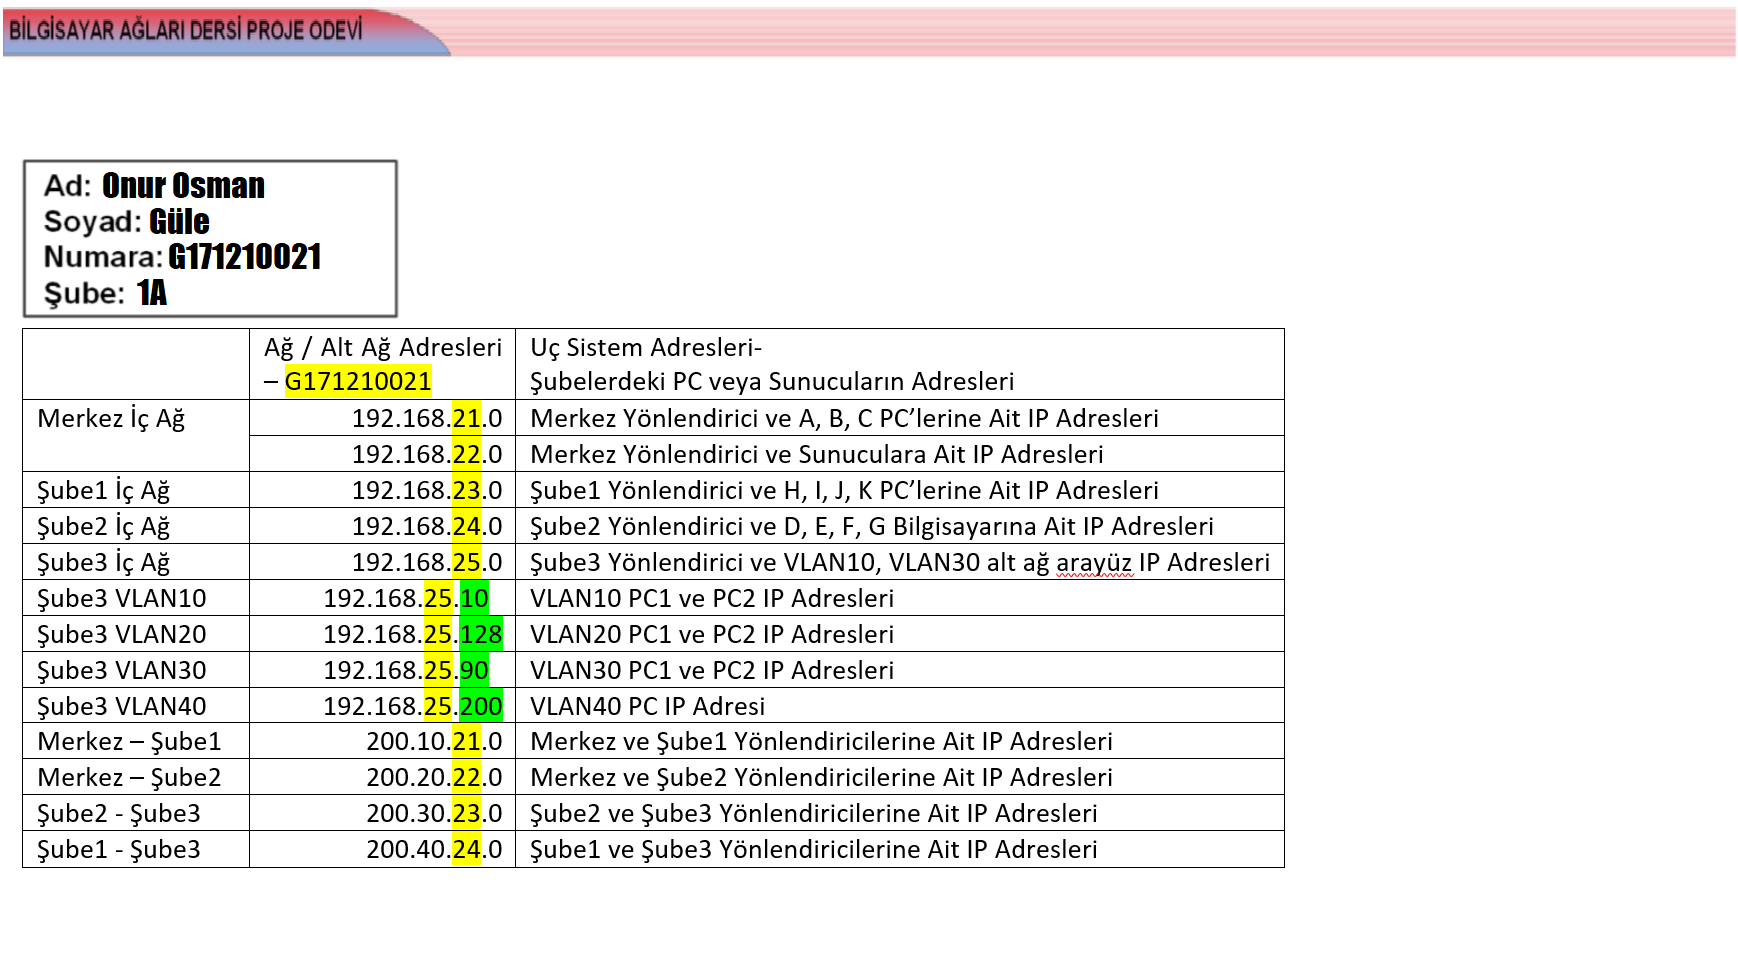 BİLGİSAYAR AĞLARI DERSİ PROJE ODEVİ
Ad: Onur Osman
Soyad: Güle
Numara: G171210021
Şube: 1A
Ağ / Alt Ağ Adresleri – G171210021
Uç Sistem Adresleri-
Şubelerdeki PC veya Sunucuların Adresleri
Merkez İç Ağ 192.168.21.0 Merkez Yönlendirici ve A, B, C PC’lerine Ait IP Adresleri
192.168.22.0 Merkez Yönlendirici ve Sunuculara Ait IP Adresleri
Şube1 İç Ağ 192.168.23.0 Şube1 Yönlendirici ve H, I, J, K PC’lerine Ait IP Adresleri
Şube2 İç Ağ 192.168.24.0 Şube2 Yönlendirici ve D, E, F, G Bilgisayarına Ait IP Adresleri
Şube3 İç Ağ 192.168.25.0 Şube3 Yönlendirici ve VLAN10, VLAN30 alt ağ arayüz IP Adresleri
Şube3 VLAN10 192.168.25.10 VLAN10 PC1 ve PC2 IP Adresleri
Şube3 VLAN20 192.168.25.128 VLAN20 PC1 ve PC2 IP Adresleri
Şube3 VLAN30 192.168.25.90 VLAN30 PC1 ve PC2 IP Adresleri
Şube3 VLAN40 192.168.25.200 VLAN40 PC IP Adresi
Merkez – Şube1 200.10.21.0 Merkez ve Şube1 Yönlendiricilerine Ait IP Adresleri
Merkez – Şube2 200.20.22.0 Merkez ve Şube2 Yönlendiricilerine Ait IP Adresleri
Şube2 - Şube3 200.30.23.0 Şube2 ve Şube3 Yönlendiricilerine Ait IP Adresleri
Şube1 - Şube3 200.40.24.0 Şube1 ve Şube3 Yönlendiricilerine Ait IP Adresleri